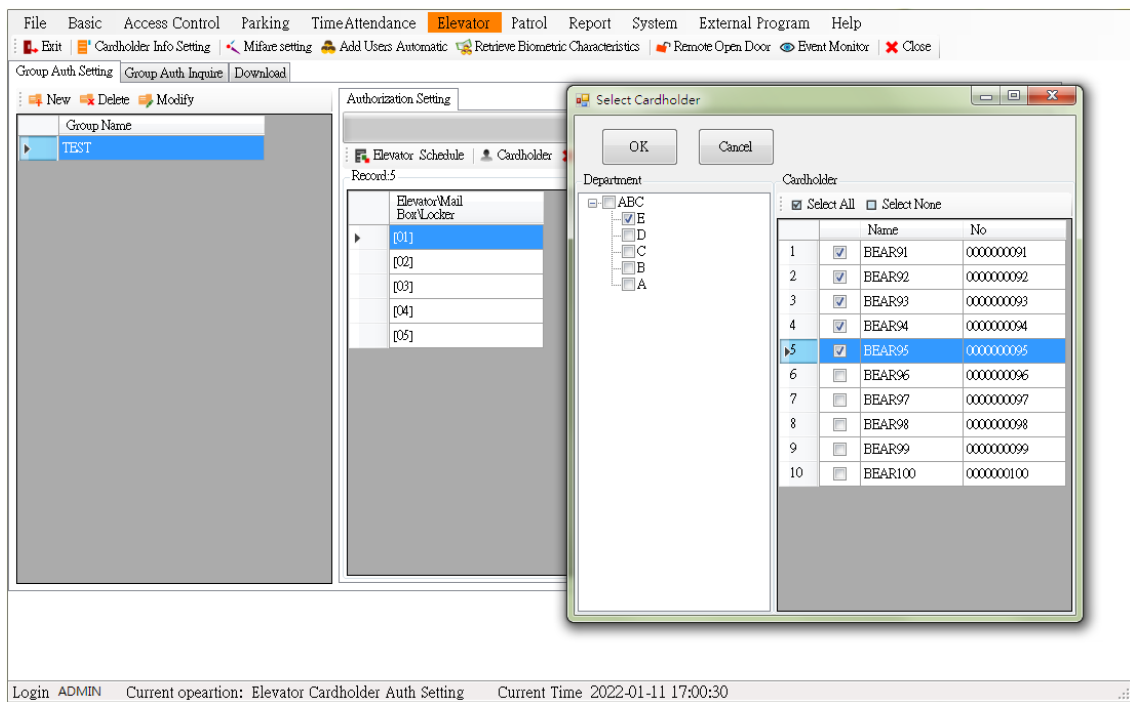 File Basic Access Control Parking TimeAttendance Elevator Patrol Report System External Program Help
Exit Cardholder Info Setting Mifare setting Add Users Automatic Retrieve Biometric Characteristics Remote Open Door Event Monitor Close
Group Auth Setting Group Auth Inquire Download
New Delete Modify
Group Name
TEST
Authorization Setting
Elevator Schedule Cardholder
Record:5
Elevator\Mail
Box\Locker
[01]
[02]
[03]
[04]
[05]
Select Cardholder
OK Cancel
Department
ABC
E
D
C
B
A
Cardholder
Select All Select None
Name No
1 BEAR91 0000000091
2 BEAR92 0000000092
3 BEAR93 0000000093
4 BEAR94 0000000094
5 BEAR95 0000000095
6 BEAR96 0000000096
7 BEAR97 0000000097
8 BEAR98 0000000098
9 BEAR99 0000000099
10 BEAR100 0000000100
Login ADMIN Current opeartion: Elevator Cardholder Auth Setting Current Time 2022-01-11 17:00:30